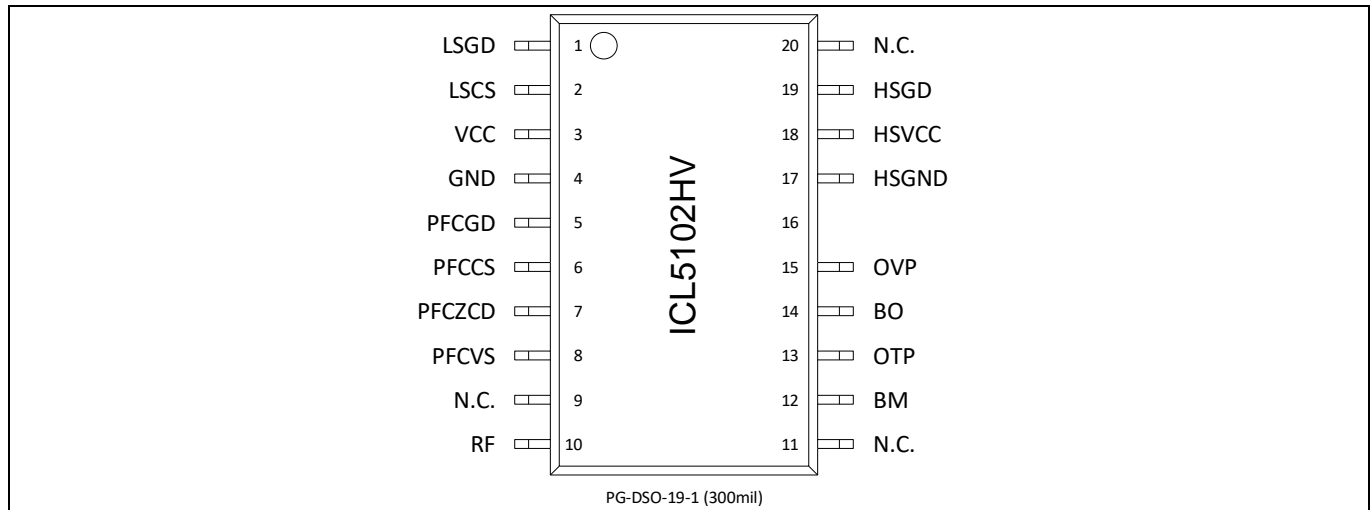 LSGD 1 20 N.C.
LSCS 2 19 HSGD
VCC 3 18 HSVCC
GND 4 17 HSGND
PFCGD 5 16
PFCCS 6 15 OVP
PFCZCD 7 14 BO
PFCVS 8 13 OTP
N.C. 9 12 BM
RF 10 11 N.C.
ICL5102HV
PG-DSO-19-1 (300mil)